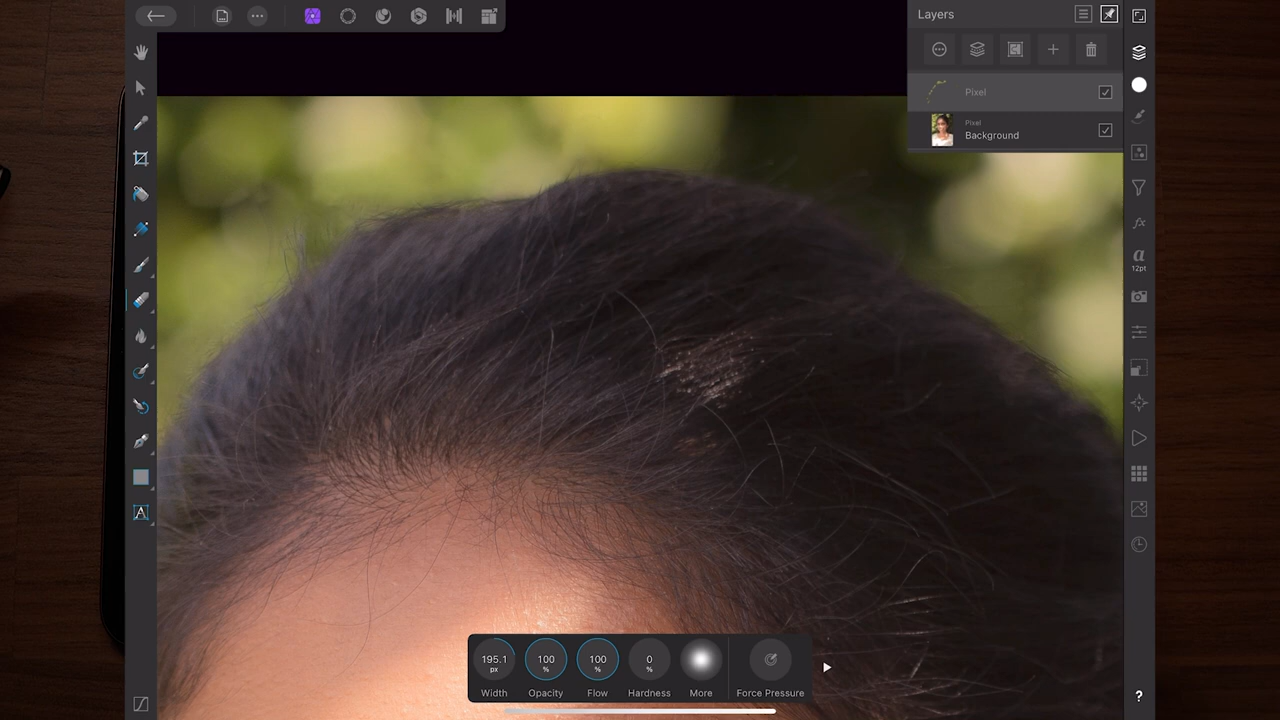 Layers
Pixel
Pixel
Background
a
12pt
A
195.1
px
100
%
100
%
0
%
Width
Opacity
Flow
Hardness
More
Force Pressure
?